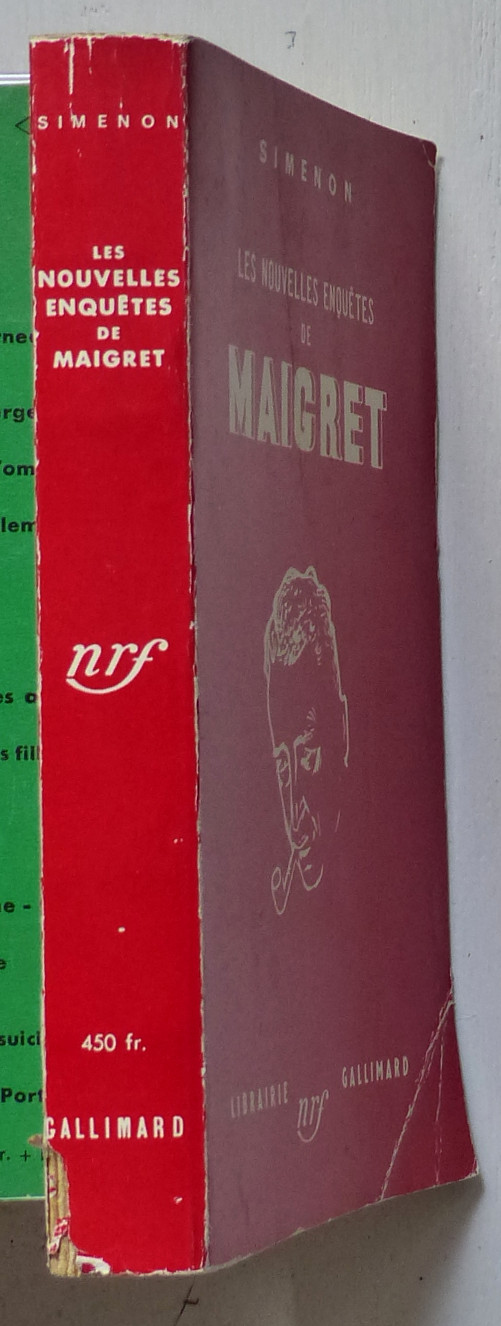 SIMENON
LES
NOUVELLES
ENQUÊTES
DE
MAIGRET
nrf
450 fr.
GALLIMARD
SIMENON
LES NOUVELLES ENQUÊTES
DE
MAIGRET
LIBRAIRIE nrf GALLIMARD